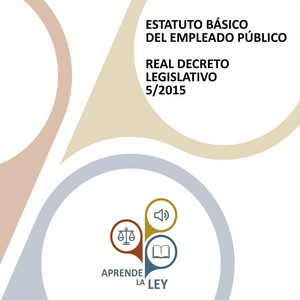 ESTATUTO BÁSICO
DEL EMPLEADO PÚBLICO
REAL DECRETO
LEGISLATIVO
5/2015
APRENDE
LA LEY